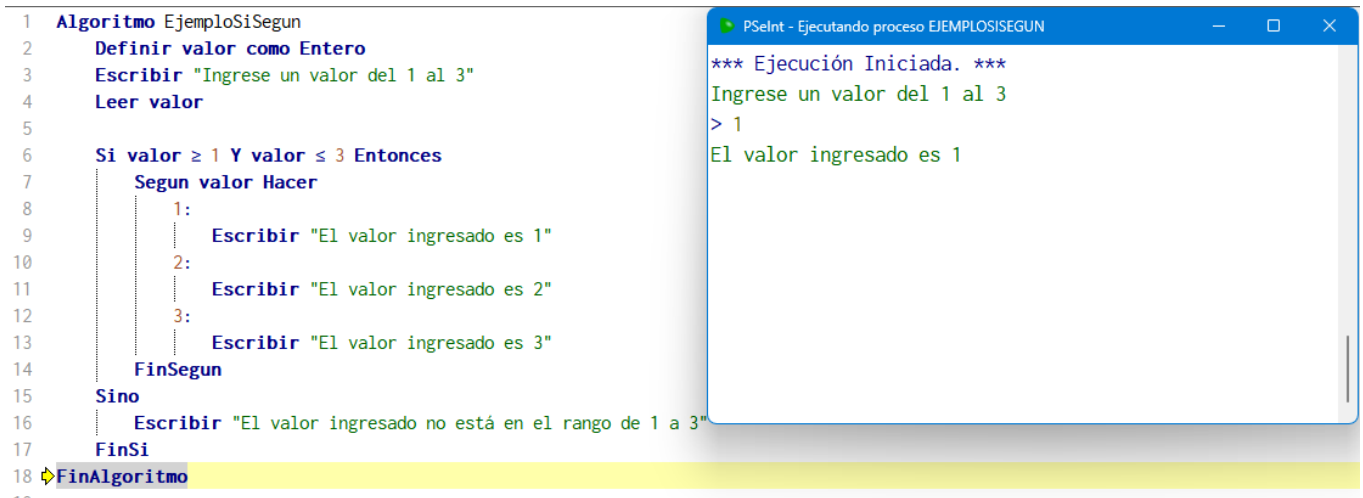 1 Algoritmo EjemploSiSegun
2 Definir valor como Entero
3 Escribir "Ingrese un valor del 1 al 3"
4 Leer valor
5
6 Si valor ≥ 1 Y valor ≤ 3 Entonces
7 Segun valor Hacer
8 1:
9 Escribir "El valor ingresado es 1"
10 2:
11 Escribir "El valor ingresado es 2"
12 3:
13 Escribir "El valor ingresado es 3"
14 FinSegun
15 Sino
16 Escribir "El valor ingresado no está en el rango de 1 a 3"
17 FinSi
18 FinAlgoritmo
PSeInt - Ejecutando proceso EJEMPLOSISEGUN
*** Ejecución Iniciada. ***
Ingrese un valor del 1 al 3
> 1
El valor ingresado es 1